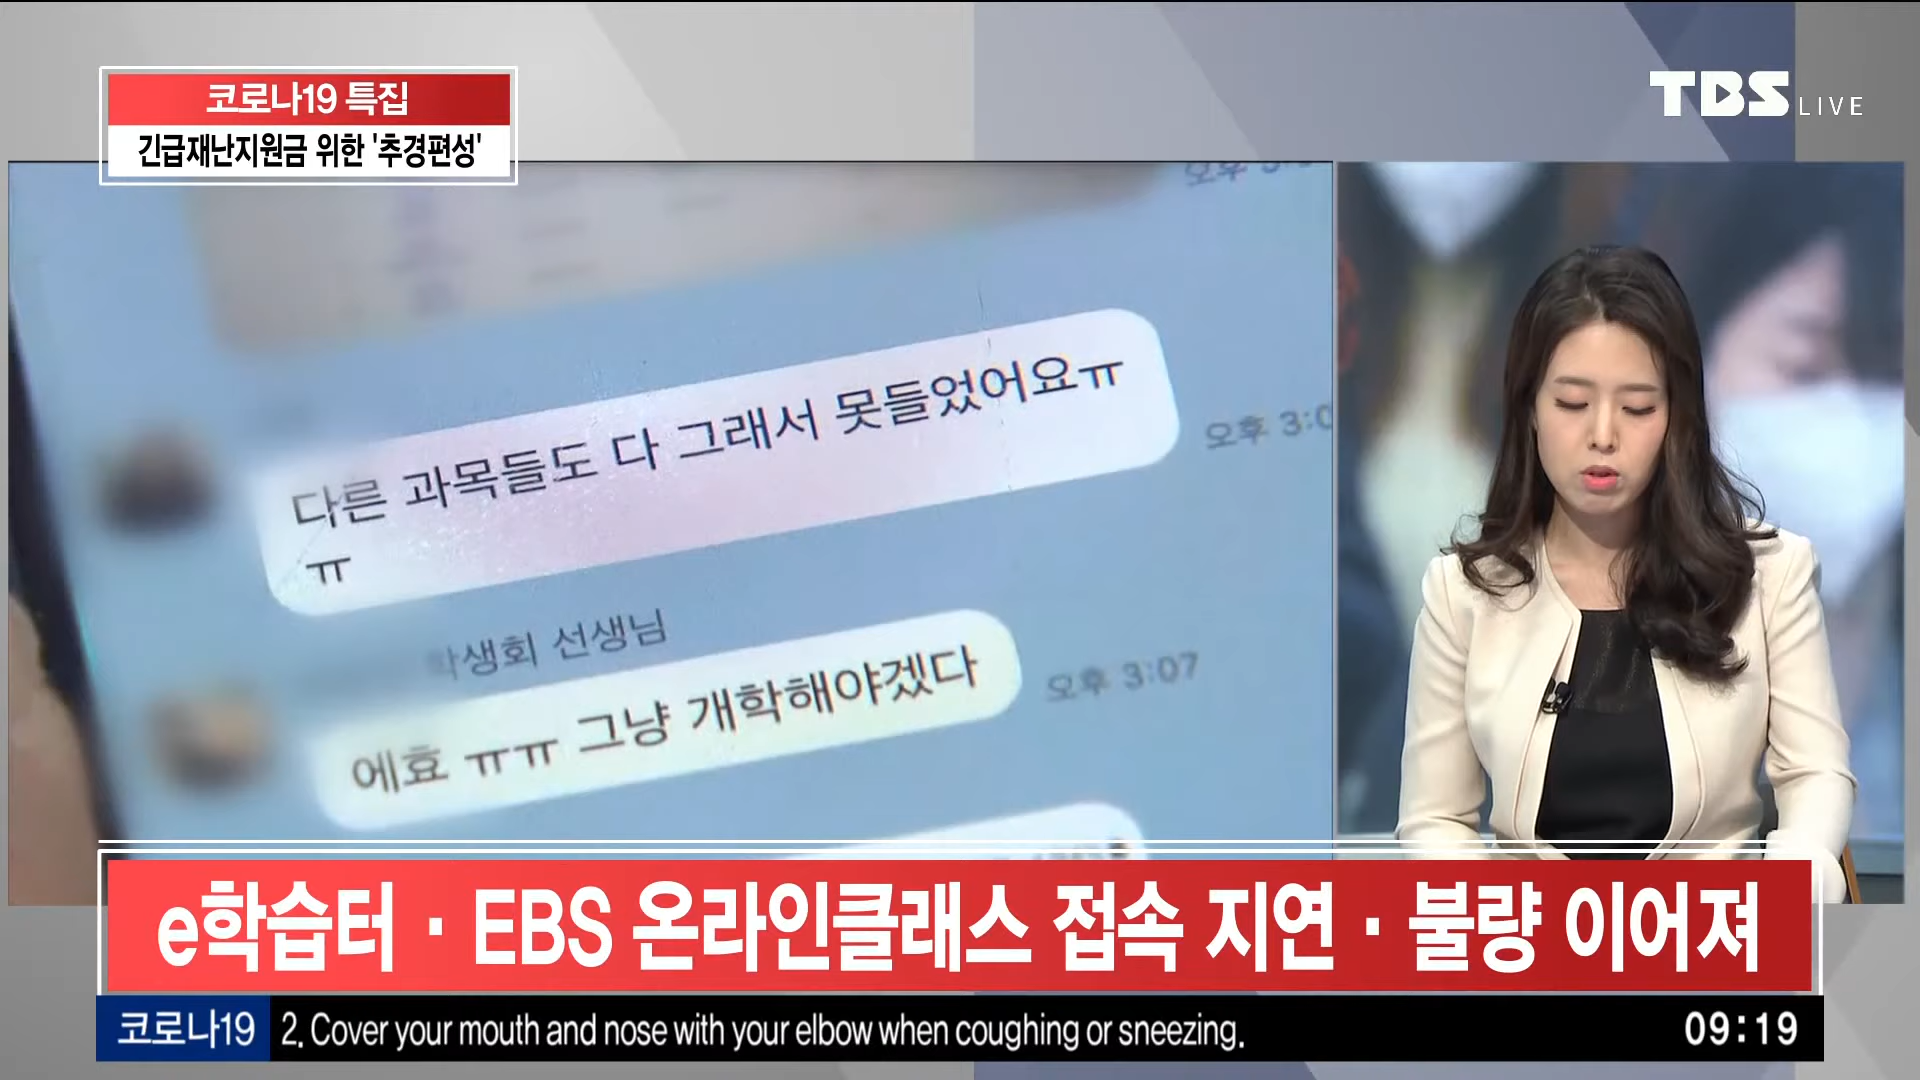 코로나19 특집
긴급재난지원금 위한 '추경편성'
TBS LIVE
오후
다른 과목들도 다 그래서 못들었어요ㅠ
ㅠ
오후 3:0
학생회 선생님
에효 ㅠㅠ 그냥 개학해야겠다
오후 3:07
e학습터 · EBS 온라인클래스 접속 지연 · 불량 이어져
코로나19 2. Cover your mouth and nose with your elbow when coughing or sneezing. 09:19